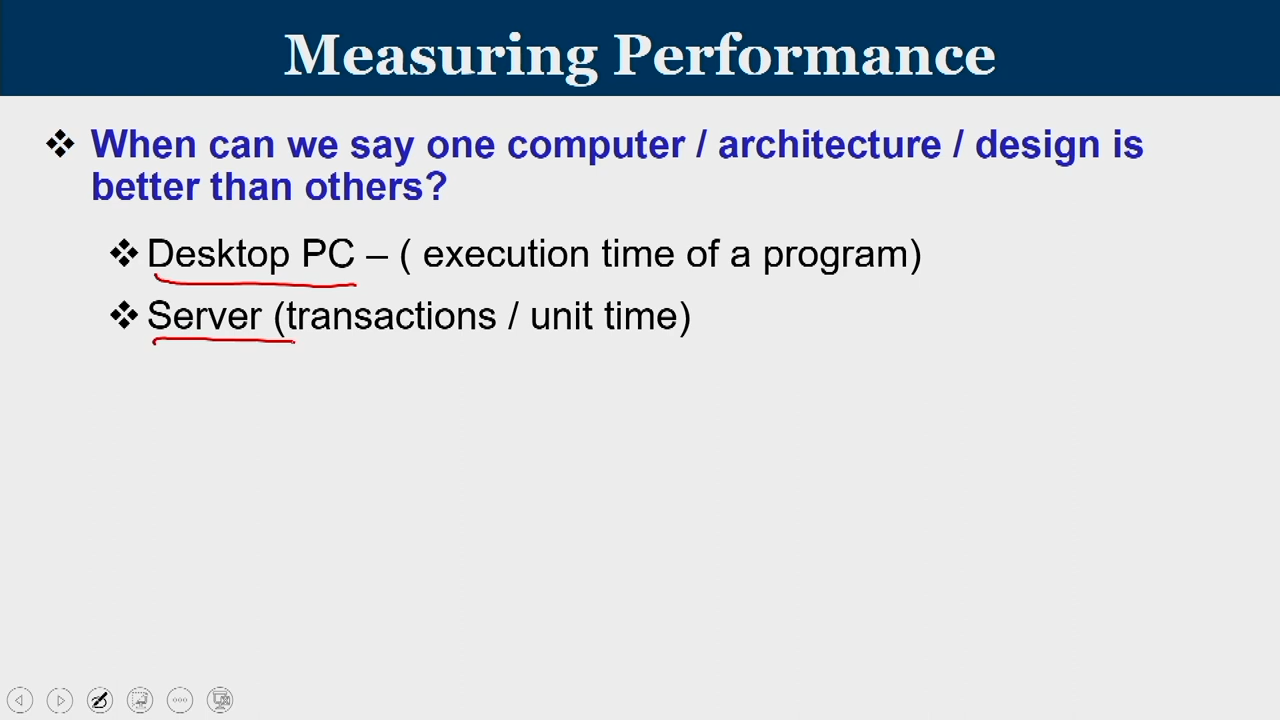 Measuring Performance
❖ When can we say one computer / architecture / design is
better than others?
❖ Desktop PC – ( execution time of a program)
❖ Server (transactions / unit time)